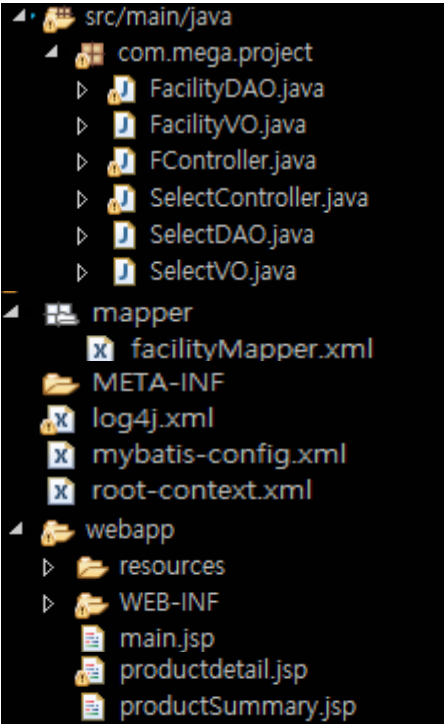 src/main/java
com.mega.project
FacilityDAO.java
FacilityVO.java
FController.java
SelectController.java
SelectDAO.java
SelectVO.java
mapper
facilityMapper.xml
META-INF
log4j.xml
mybatis-config.xml
root-context.xml
webapp
resources
WEB-INF
main.jsp
productdetail.jsp
productSummary.jsp